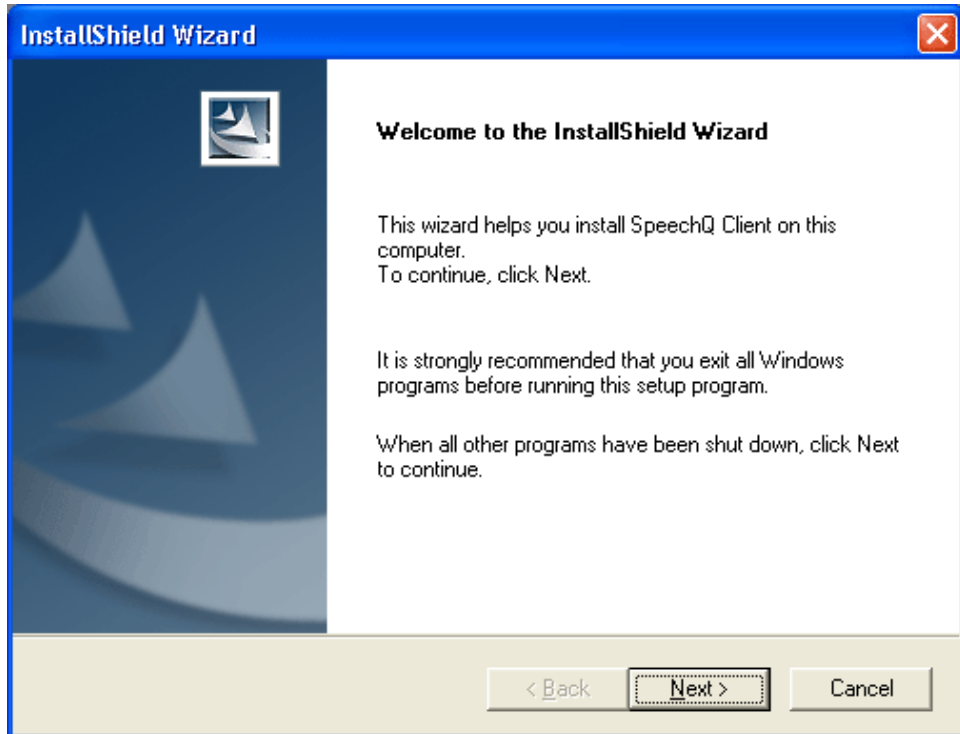 InstallShield Wizard
Welcome to the InstallShield Wizard
This wizard helps you install SpeechQ Client on this
computer.
To continue, click Next.
It is strongly recommended that you exit all Windows
programs before running this setup program.
When all other programs have been shut down, click Next
to continue.
< Back Next > Cancel